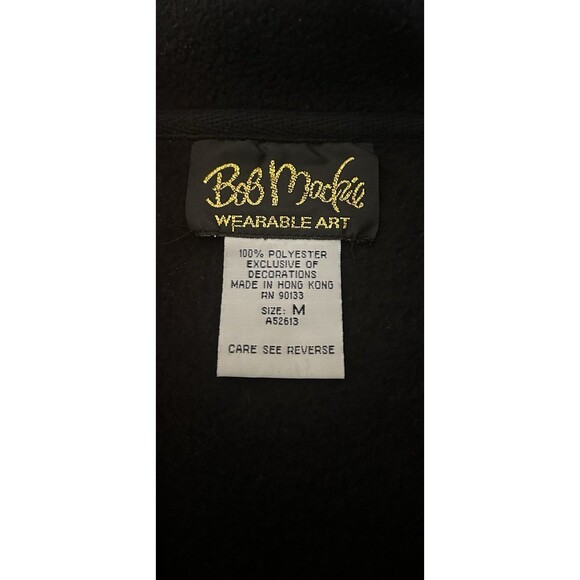 Bob Mackie
WEARABLE ART
100% POLYESTER
EXCLUSIVE OF
DECORATIONS
MADE IN HONG KONG
RN 90133
SIZE: M
A52613
CARE SEE REVERSE